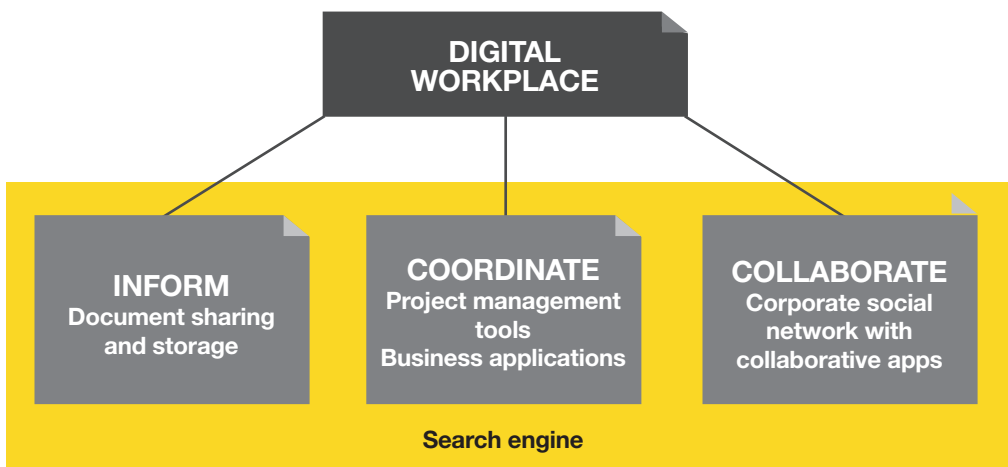 DIGITAL
WORKPLACE
INFORM
Document sharing
and storage
COORDINATE
Project management
tools
Business applications
COLLABORATE
Corporate social
network with
collaborative apps
Search engine